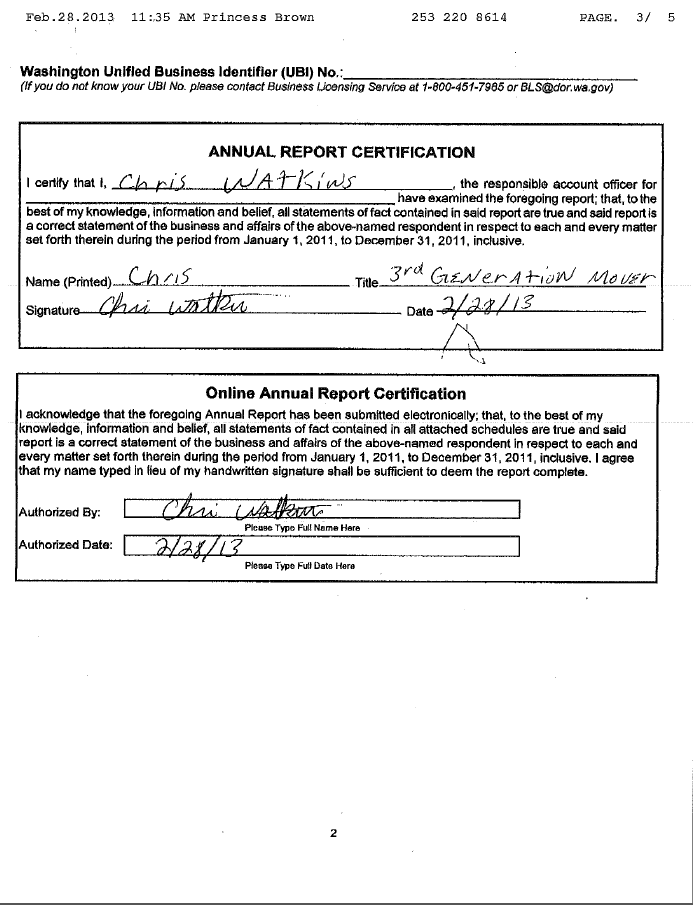 Feb.28.2013 11:35 AM Princess Brown 253 220 8614 PAGE. 3/ 5
Washington Unified Business Identifier (UBI) No.:
(If you do not know your UBI No. please contact Business Licensing Service at 1-800-451-7985 or BLS@dor.wa.gov)
ANNUAL REPORT CERTIFICATION
I certify that I, Chris WATKINS, the responsible account officer for
have examined the foregoing report; that, to the
best of my knowledge, information and belief, all statements of fact contained in said report are true and said report is
a correct statement of the business and affairs of the above-named respondent in respect to each and every matter
set forth therein during the period from January 1, 2011, to December 31, 2011, inclusive.
Name (Printed) Chris Title 3rd GENERATION MOVER
Signature Chris Watkins Date 2/28/13
Online Annual Report Certification
I acknowledge that the foregoing Annual Report has been submitted electronically; that, to the best of my
knowledge, information and belief, all statements of fact contained in all attached schedules are true and said
report is a correct statement of the business and affairs of the above-named respondent in respect to each and
every matter set forth therein during the period from January 1, 2011, to December 31, 2011, inclusive. I agree
that my name typed in lieu of my handwritten signature shall be sufficient to deem the report complete.
Authorized By: Chris Watkins
Please Type Full Name Here
Authorized Date: 2/28/13
Please Type Full Date Here
2